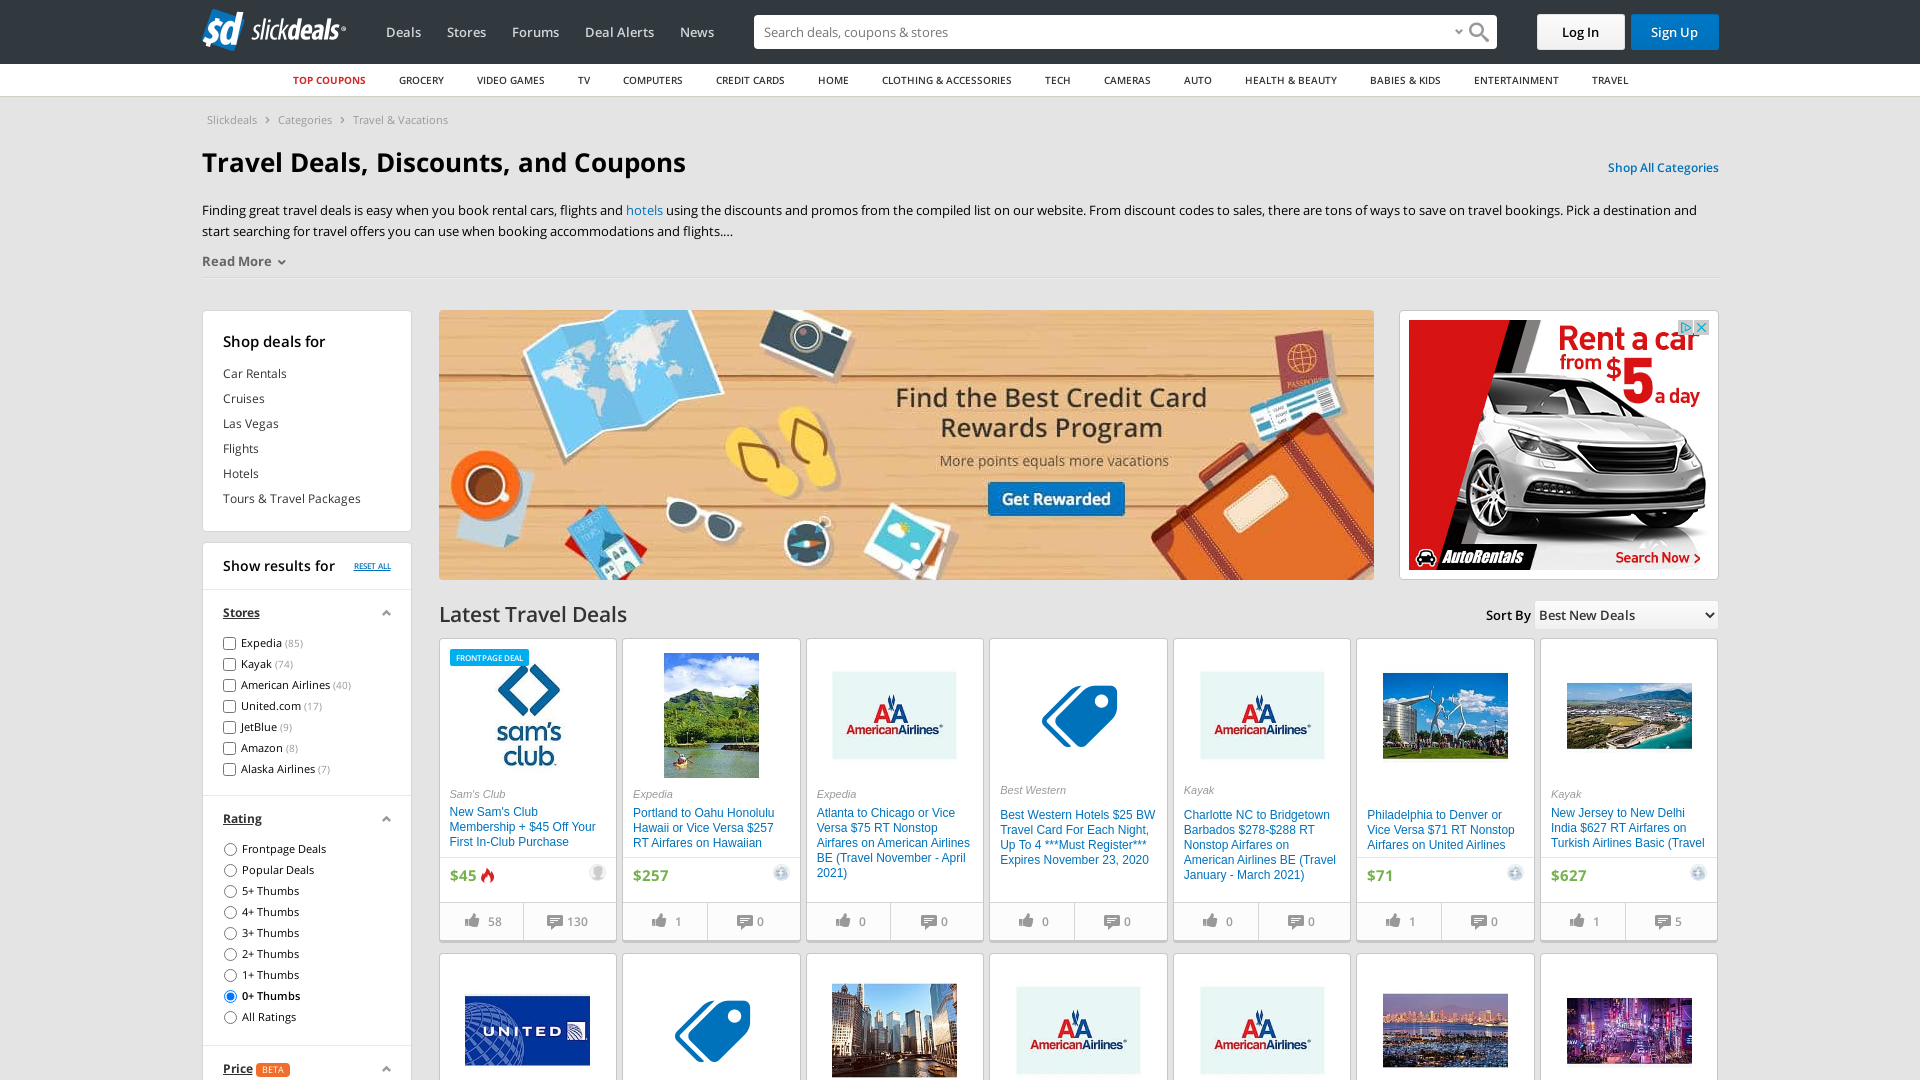 sd slickdeals
Deals
Stores
Forums
Deal Alerts
News
Search deals, coupons & stores
Log In
Sign Up
TOP COUPONS
GROCERY
VIDEO GAMES
TV
COMPUTERS
CREDIT CARDS
HOME
CLOTHING & ACCESSORIES
TECH
CAMERAS
AUTO
HEALTH & BEAUTY
BABIES & KIDS
ENTERTAINMENT
TRAVEL
Slickdeals
Categories
Travel & Vacations
Travel Deals, Discounts, and Coupons
Shop All Categories
Finding great travel deals is easy when you book rental cars, flights and hotels using the discounts and promos from the compiled list on our website. From discount codes to sales, there are tons of ways to save on travel bookings. Pick a destination and
start searching for travel offers you can use when booking accommodations and flights....
Read More
Shop deals for
Car Rentals
Cruises
Las Vegas
Flights
Hotels
Tours & Travel Packages
Show results for
RESET ALL
Stores
Expedia (85)
Kayak (74)
American Airlines (40)
United.com (17)
JetBlue (9)
Amazon (8)
Alaska Airlines (7)
Rating
Frontpage Deals
Popular Deals
5+ Thumbs
4+ Thumbs
3+ Thumbs
2+ Thumbs
1+ Thumbs
0+ Thumbs
All Ratings
Price BETA
PASSPORT
Find the Best Credit Card
Rewards Program
More points equals more vacations
Get Rewarded
Rent a car
from $5 a day
AutoRentals
Search Now >
Latest Travel Deals
Sort By
Best New Deals
FRONTPAGE DEAL
sam's
club
Sam's Club
New Sam's Club
Membership + $45 Off Your
First In-Club Purchase
$45
58
130
Expedia
Portland to Oahu Honolulu
Hawaii or Vice Versa $257
RT Airfares on Hawaiian
$257
1
0
AmericanAirlines
Expedia
Atlanta to Chicago or Vice
Versa $75 RT Nonstop
Airfares on American Airlines
BE (Travel November - April
2021)
0
0
Best Western
Best Western Hotels $25 BW
Travel Card For Each Night,
Up To 4 ***Must Register***
Expires November 23, 2020
0
0
AmericanAirlines
Kayak
Charlotte NC to Bridgetown
Barbados $278-$288 RT
Nonstop Airfares on
American Airlines BE (Travel
January - March 2021)
0
0
Philadelphia to Denver or
Vice Versa $71 RT Nonstop
Airfares on United Airlines
$71
1
0
Kayak
New Jersey to New Delhi
India $627 RT Airfares on
Turkish Airlines Basic (Travel
$627
1
5
UNITED
AmericanAirlines
AmericanAirlines